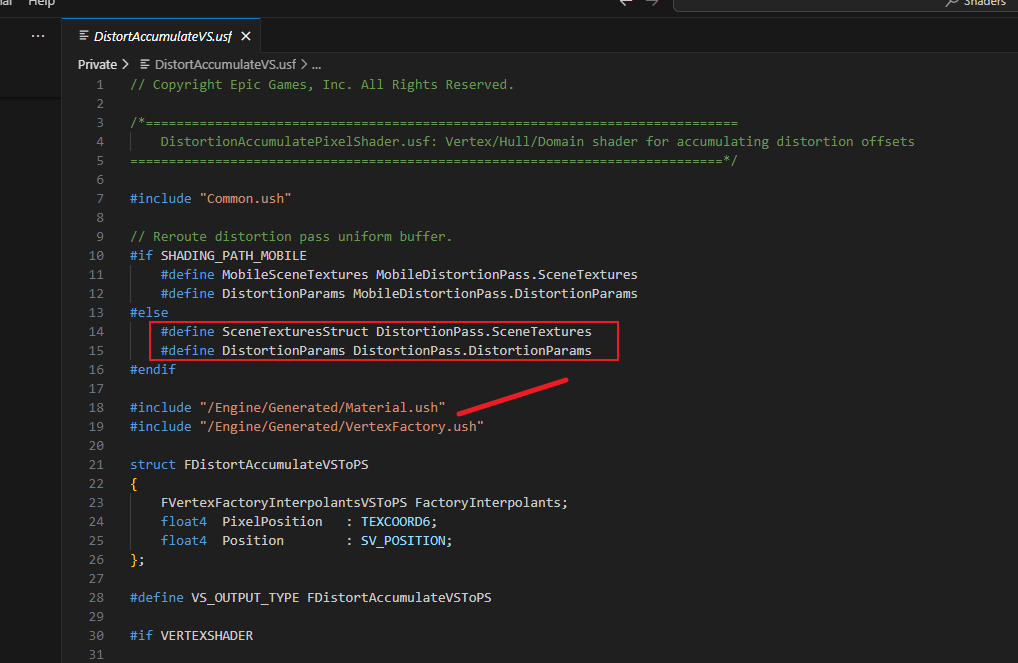 Help
Shaders
DistortAccumulateVS.usf
Private > DistortAccumulateVS.usf > ...
1 // Copyright Epic Games, Inc. All Rights Reserved.
2
3 /*=============================================================================
4 DistortionAccumulatePixelShader.usf: Vertex/Hull/Domain shader for accumulating distortion offsets
5 =============================================================================*/
6
7 #include "Common.ush"
8
9 // Reroute distortion pass uniform buffer.
10 #if SHADING_PATH_MOBILE
11 #define MobileSceneTextures MobileDistortionPass.SceneTextures
12 #define DistortionParams MobileDistortionPass.DistortionParams
13 #else
14 #define SceneTexturesStruct DistortionPass.SceneTextures
15 #define DistortionParams DistortionPass.DistortionParams
16 #endif
17
18 #include "/Engine/Generated/Material.ush"
19 #include "/Engine/Generated/VertexFactory.ush"
20
21 struct FDistortAccumulateVSToPS
22 {
23 FVertexFactoryInterpolantsVSToPS FactoryInterpolants;
24 float4 PixelPosition : TEXCOORD6;
25 float4 Position : SV_POSITION;
26 };
27
28 #define VS_OUTPUT_TYPE FDistortAccumulateVSToPS
29
30 #if VERTEXSHADER
31